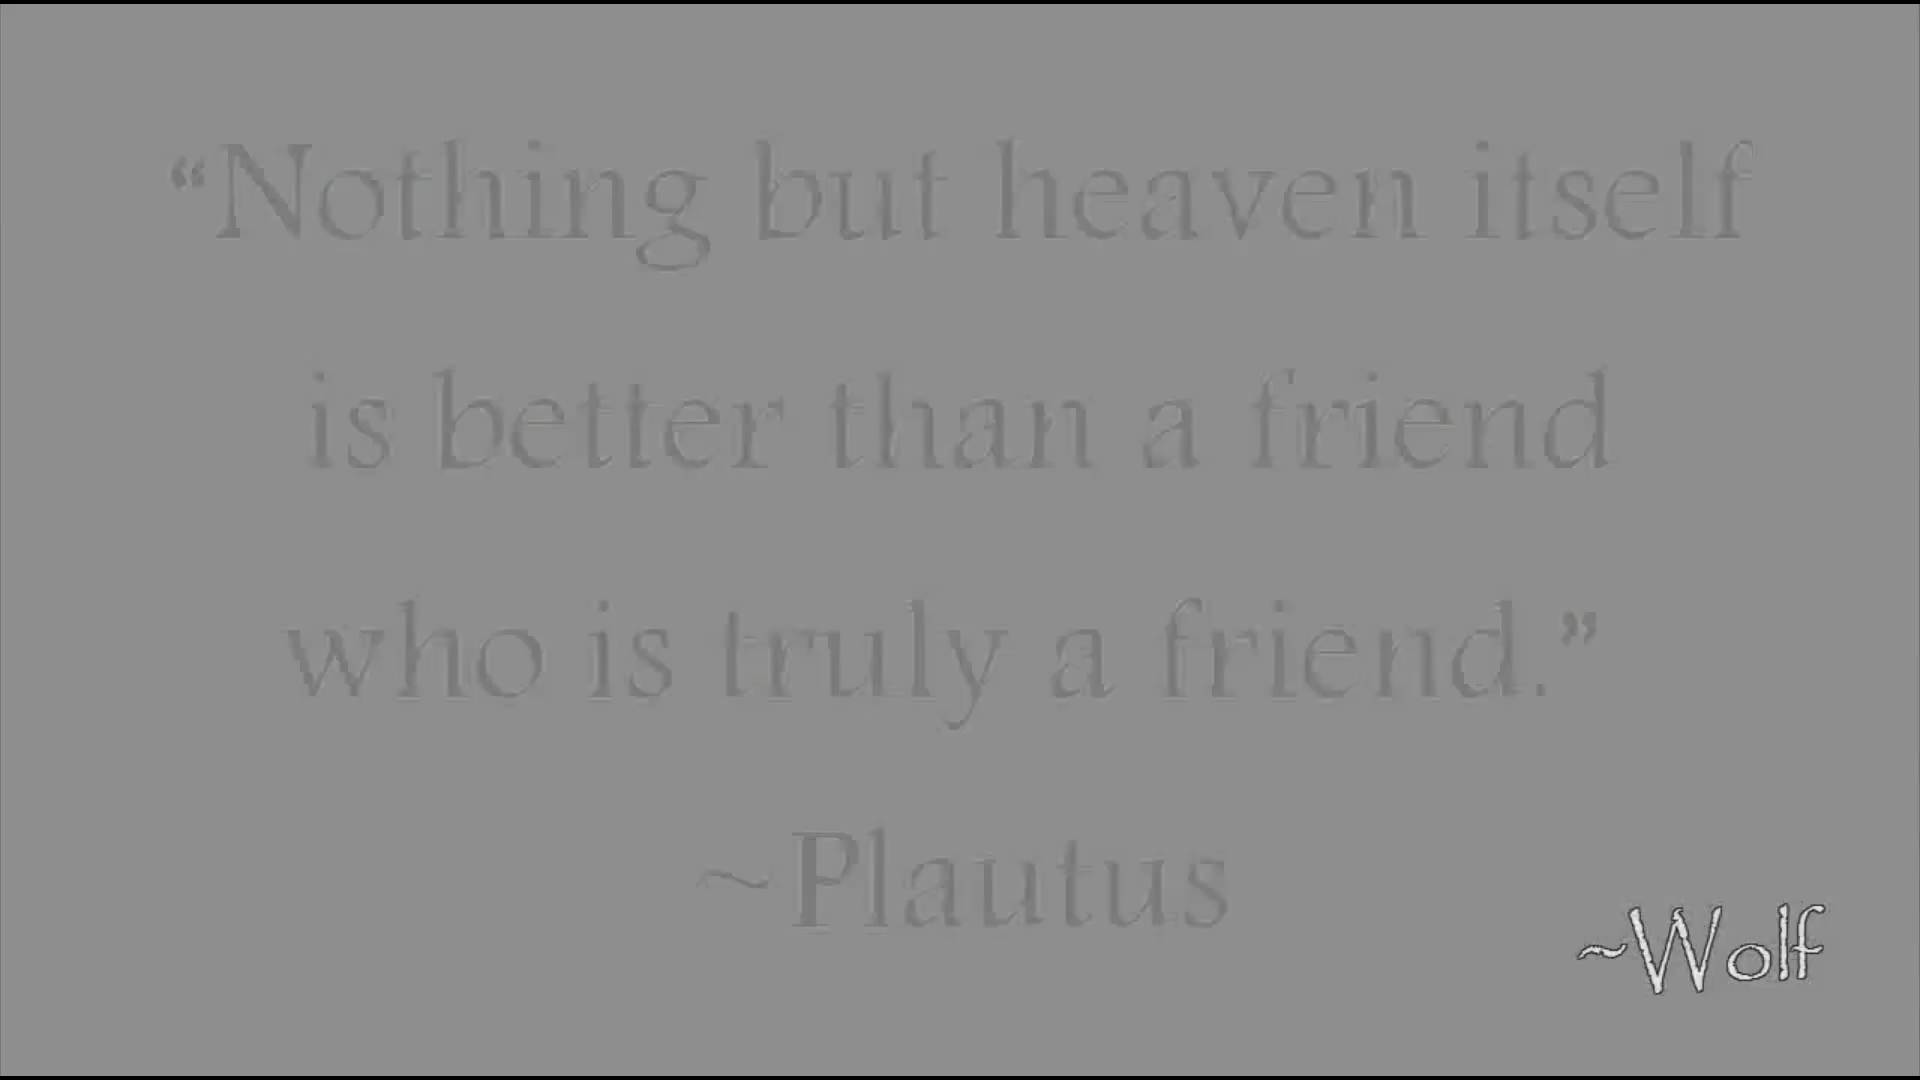 “Nothing but heaven itself
is better than a friend
who is truly a friend.”
~Plautus
~Wolf